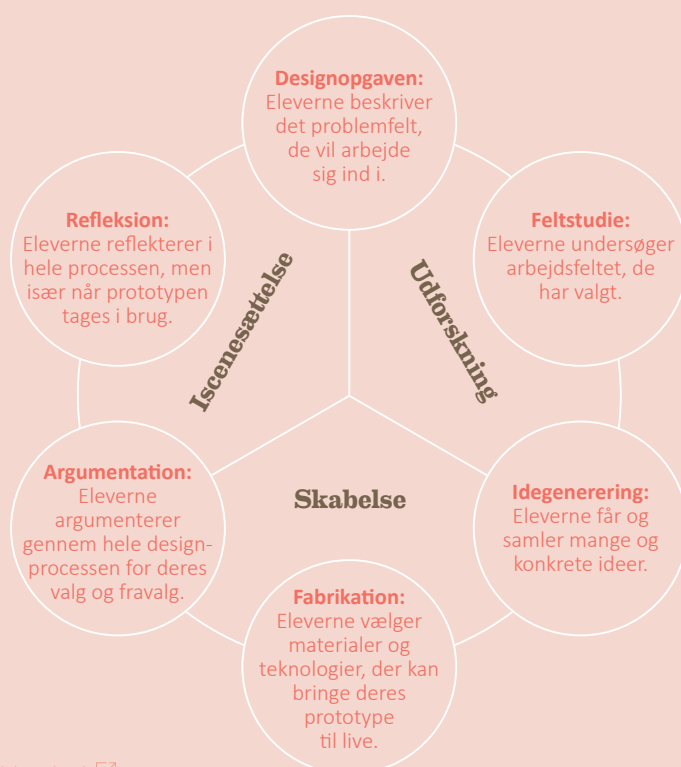 Designopgaven:
Eleverne beskriver
det problemfelt,
de vil arbejde
sig ind i.
Feltstudie:
Eleverne undersøger
arbejdsfeltet, de
har valgt.
Idegenerering:
Eleverne får og
samler mange og
konkrete ideer.
Fabrikation:
Eleverne vælger
materialer og
teknologier, der kan
bringe deres
prototype
til live.
Argumentation:
Eleverne
argumenterer
gennem hele design-
processen for deres
valg og fravalg.
Refleksion:
Eleverne reflekterer i
hele processen, men
især når prototypen
tages i brug.
Iscenesættelse
Udforskning
Skabelse